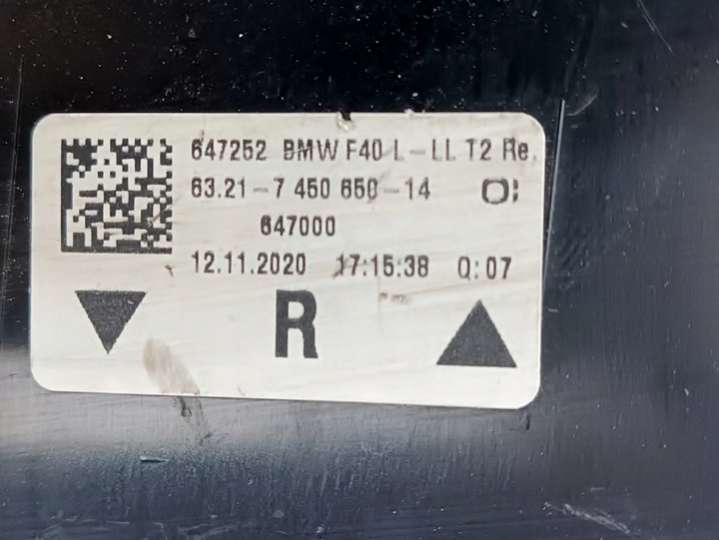 647252 BMW F40 L-LL T2 Re.
63.21-7 450 650-14
647000
12.11.2020 17:15:38 Q:07
R